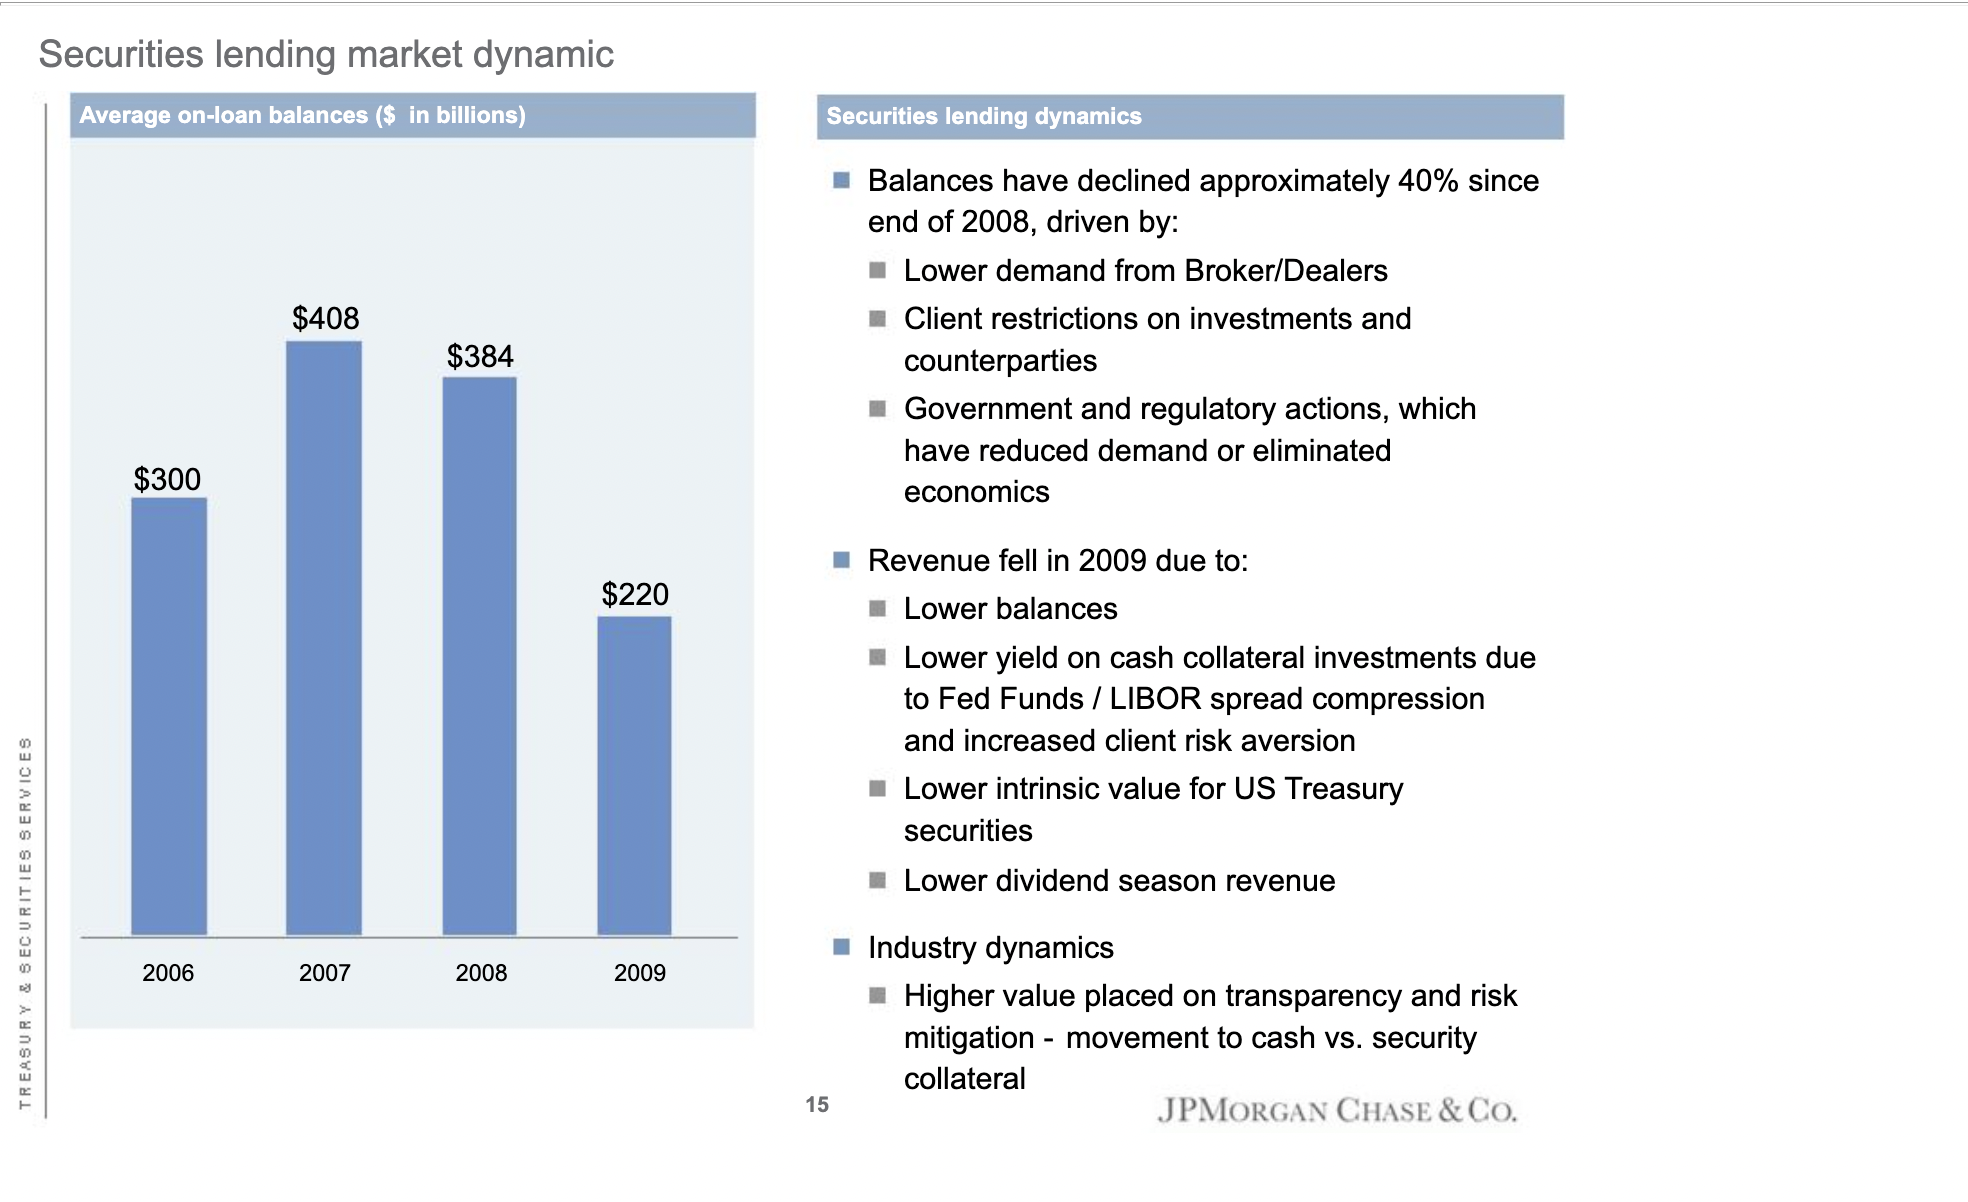 Securities lending market dynamic
Average on-loan balances ($ in billions)
$408
$384
$300
$220
2006 2007 2008 2009
Securities lending dynamics
Balances have declined approximately 40% since
end of 2008, driven by:
Lower demand from Broker/Dealers
Client restrictions on investments and
counterparties
Government and regulatory actions, which
have reduced demand or eliminated
economics
Revenue fell in 2009 due to:
Lower balances
Lower yield on cash collateral investments due
to Fed Funds / LIBOR spread compression
and increased client risk aversion
Lower intrinsic value for US Treasury
securities
Lower dividend season revenue
Industry dynamics
Higher value placed on transparency and risk
mitigation - movement to cash vs. security
collateral
TREASURY & SECURITIES SERVICES
15
JPMORGAN CHASE & CO.